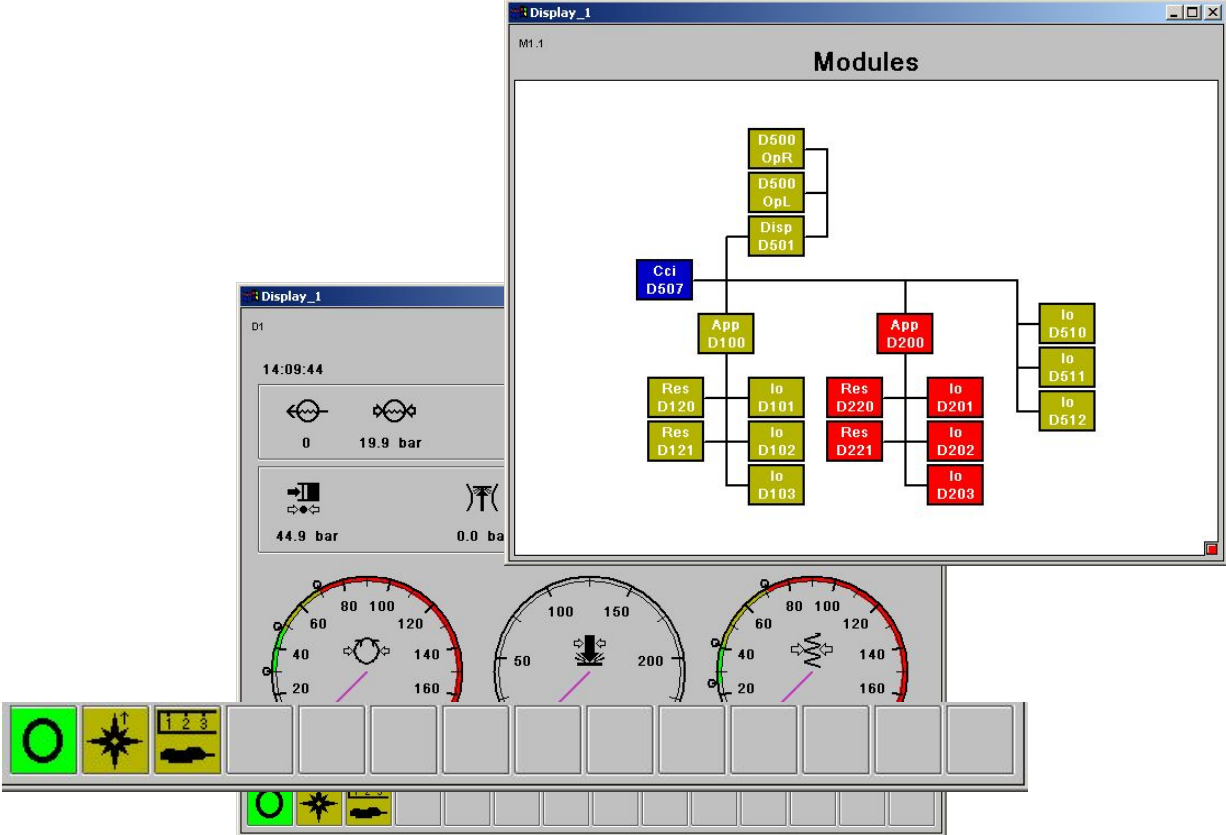 Display_1
M1.1
Modules
D500
OpR
D500
OpL
Disp
D501
Cci
D507
App
D100
App
D200
Io
D510
Io
D511
Io
D512
Res
D120
Io
D101
Res
D220
Io
D201
Res
D121
Io
D102
Res
D221
Io
D202
Io
D103
Io
D203
Display_1
D1
14:09:44
0 19.9 bar
44.9 bar 0.0 ba
20 40 60 80 100 120 140 160
50 100 150 200
20 40 60 80 100 120 140 160
1 2 3